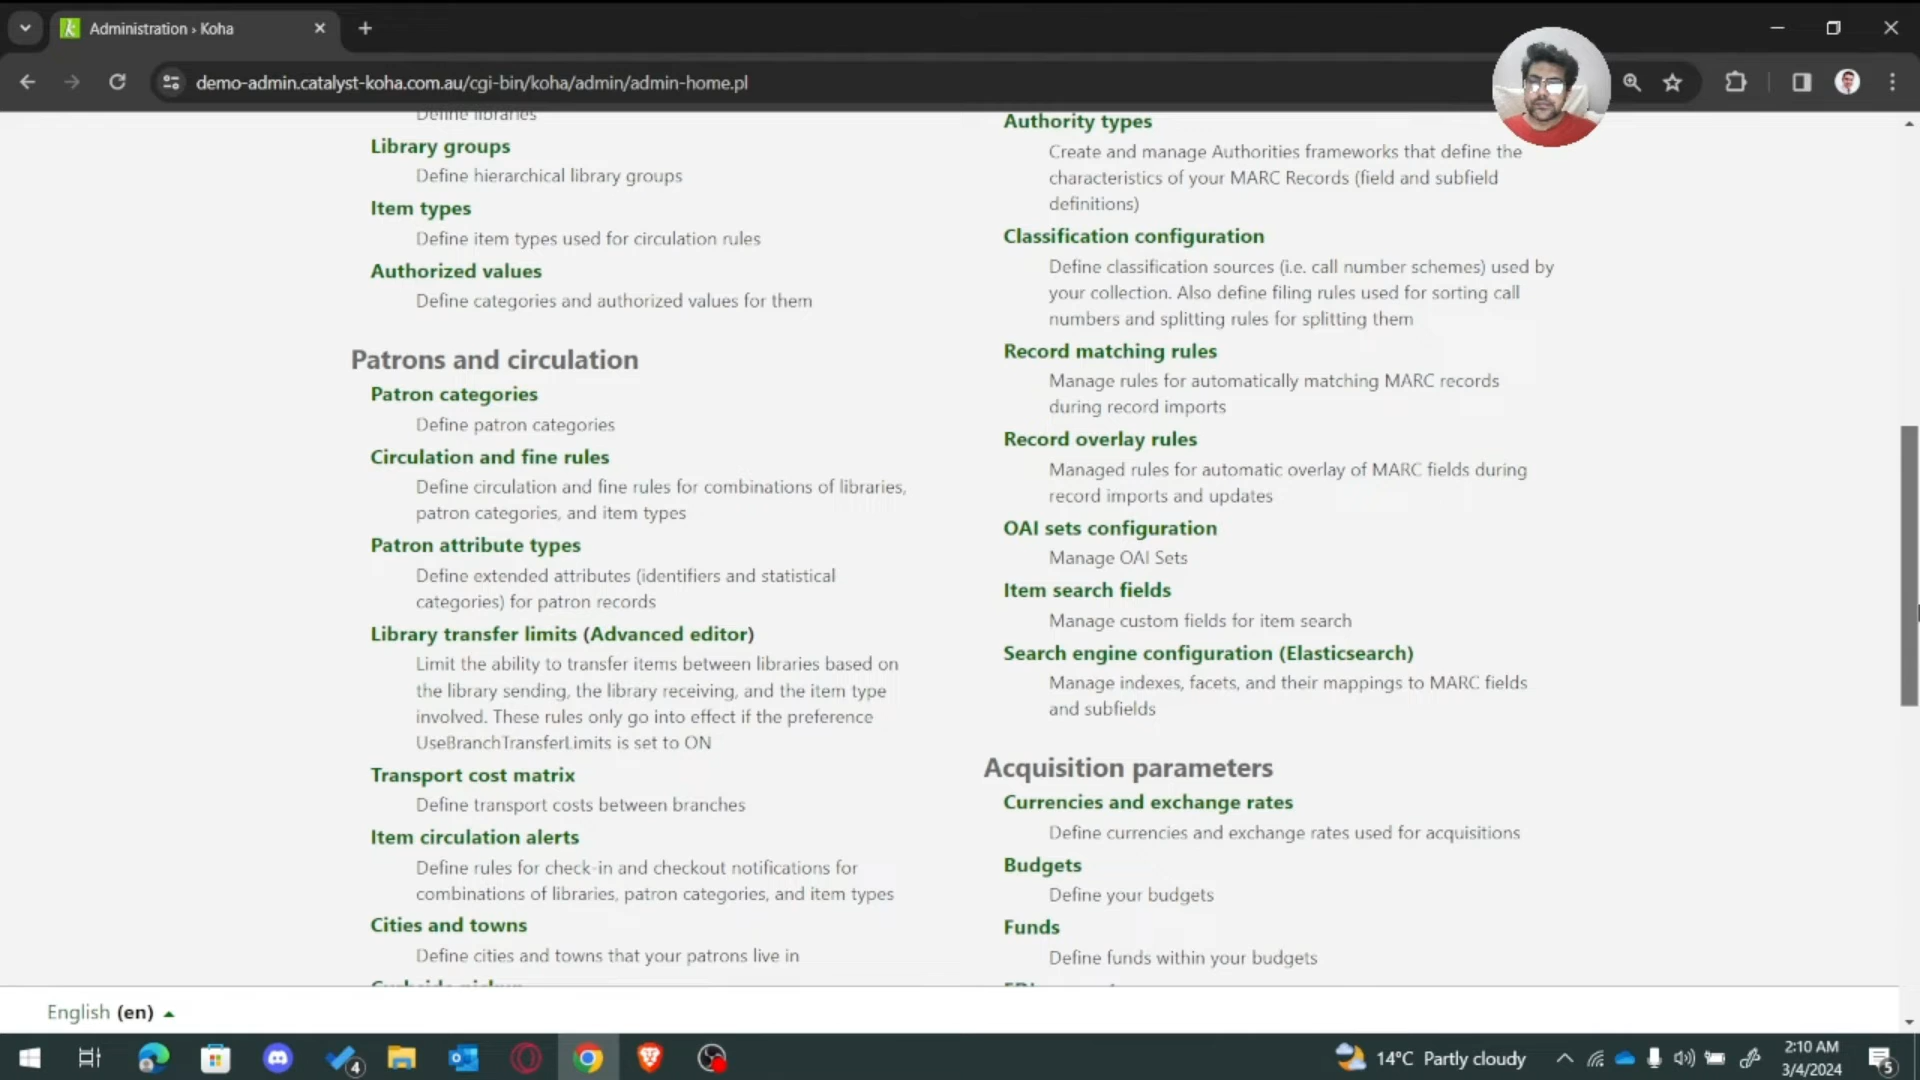 Administration › Koha
demo-admin.catalyst-koha.com.au/cgi-bin/koha/admin/admin-home.pl
Define libraries
Library groups
Define hierarchical library groups
Item types
Define item types used for circulation rules
Authorized values
Define categories and authorized values for them
Patrons and circulation
Patron categories
Define patron categories
Circulation and fine rules
Define circulation and fine rules for combinations of libraries,
patron categories, and item types
Patron attribute types
Define extended attributes (identifiers and statistical
categories) for patron records
Library transfer limits (Advanced editor)
Limit the ability to transfer items between libraries based on
the library sending, the library receiving, and the item type
involved. These rules only go into effect if the preference
UseBranchTransferLimits is set to ON
Transport cost matrix
Define transport costs between branches
Item circulation alerts
Define rules for check-in and checkout notifications for
combinations of libraries, patron categories, and item types
Cities and towns
Define cities and towns that your patrons live in
Authority types
Create and manage Authorities frameworks that define the
characteristics of your MARC Records (field and subfield
definitions)
Classification configuration
Define classification sources (i.e. call number schemes) used by
your collection. Also define filing rules used for sorting call
numbers and splitting rules for splitting them
Record matching rules
Manage rules for automatically matching MARC records
during record imports
Record overlay rules
Managed rules for automatic overlay of MARC fields during
record imports and updates
OAI sets configuration
Manage OAI Sets
Item search fields
Manage custom fields for item search
Search engine configuration (Elasticsearch)
Manage indexes, facets, and their mappings to MARC fields
and subfields
Acquisition parameters
Currencies and exchange rates
Define currencies and exchange rates used for acquisitions
Budgets
Define your budgets
Funds
Define funds within your budgets
English (en)
4
14°C Partly cloudy
2:10 AM
3/4/2024
5